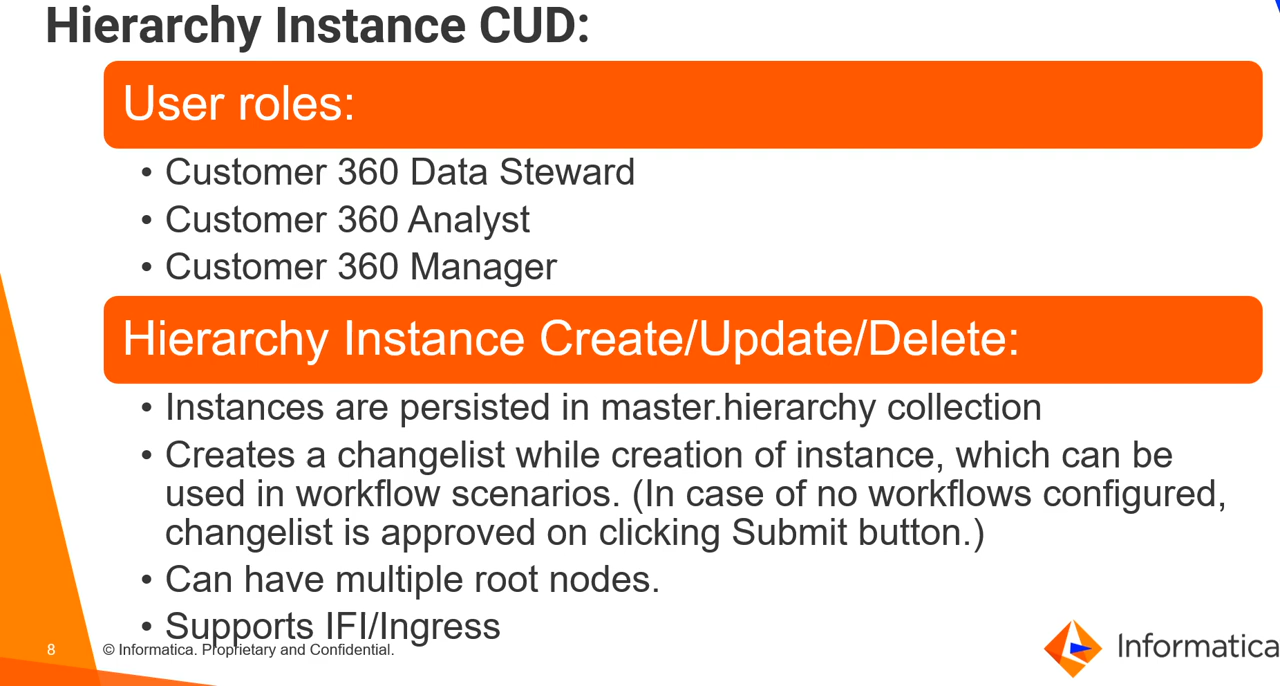 Hierarchy Instance CUD:
User roles:
• Customer 360 Data Steward
• Customer 360 Analyst
• Customer 360 Manager
Hierarchy Instance Create/Update/Delete:
• Instances are persisted in master.hierarchy collection
• Creates a changelist while creation of instance, which can be
used in workflow scenarios. (In case of no workflows configured,
changelist is approved on clicking Submit button.)
• Can have multiple root nodes.
• Supports IFI/Ingress
8
© Informatica. Proprietary and Confidential.
Informatica